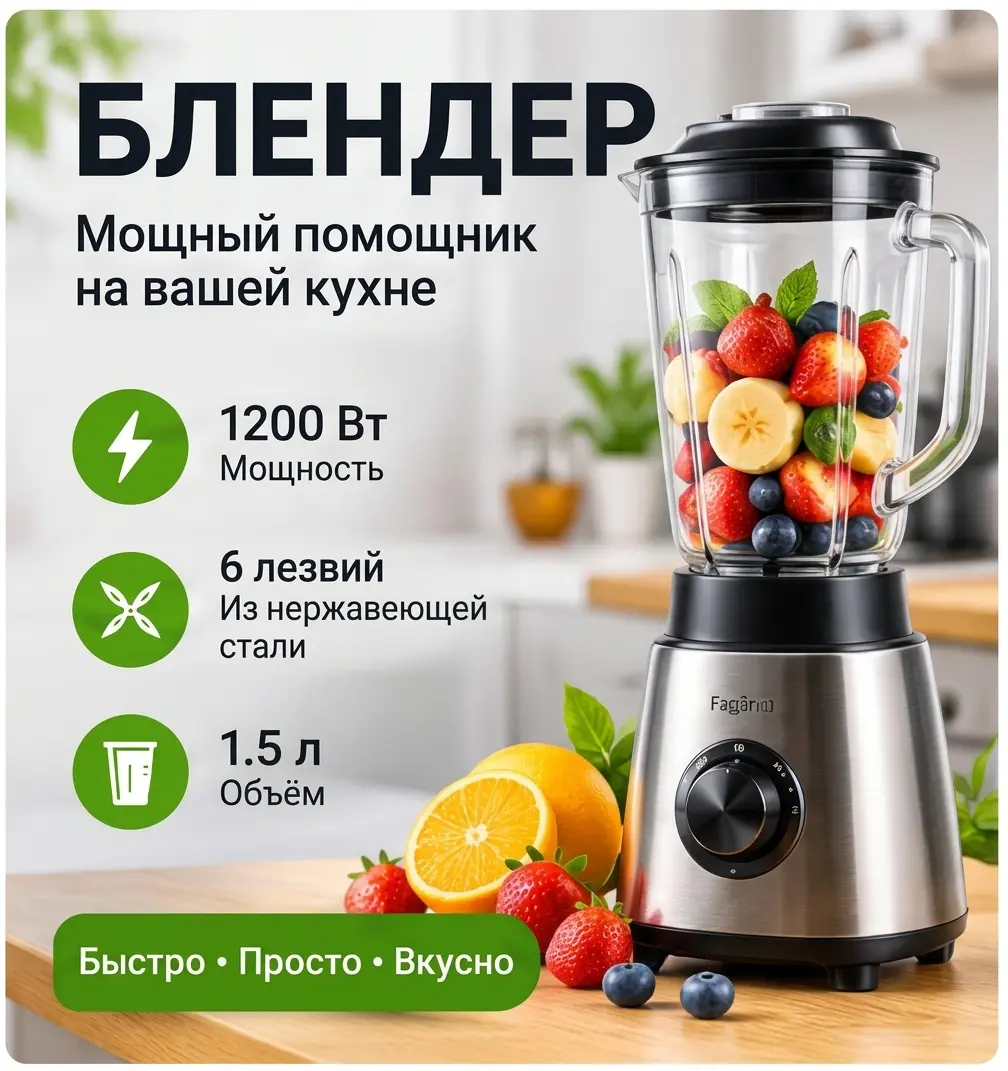 БЛЕНДЕР
Мощный помощник
на вашей кухне
1200 Вт
Мощность
6 лезвий
Из нержавеющей
стали
1.5 л
Объём
Быстро • Просто • Вкусно